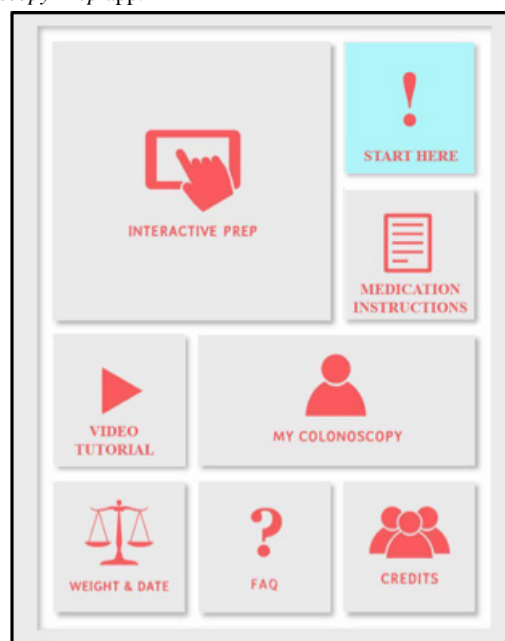 START HERE
INTERACTIVE PREP
MEDICATION
INSTRUCTIONS
VIDEO
TUTORIAL
MY COLONOSCOPY
WEIGHT & DATE
FAQ
CREDITS